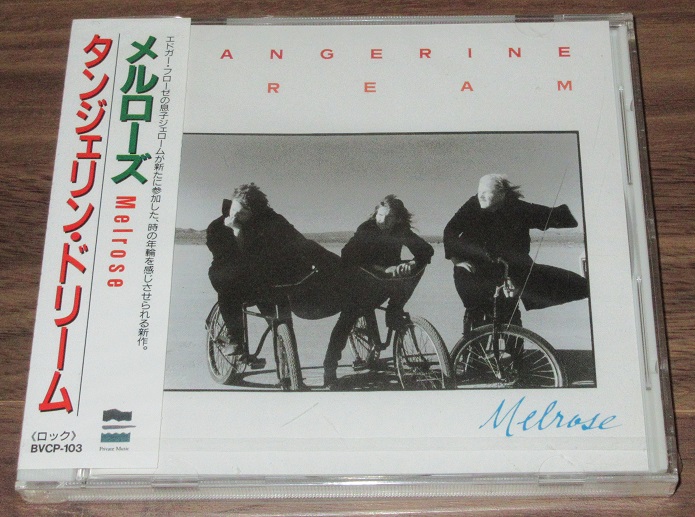 エドガー・フローゼの息子ジェロームが新たに参加した、時の年輪を感じさせられる新作。
メルローズ
Melrose
タンジェリン・ドリーム
〈ロック〉
BVCP-103
Private Music
ANGERINE
REAM
Melrose